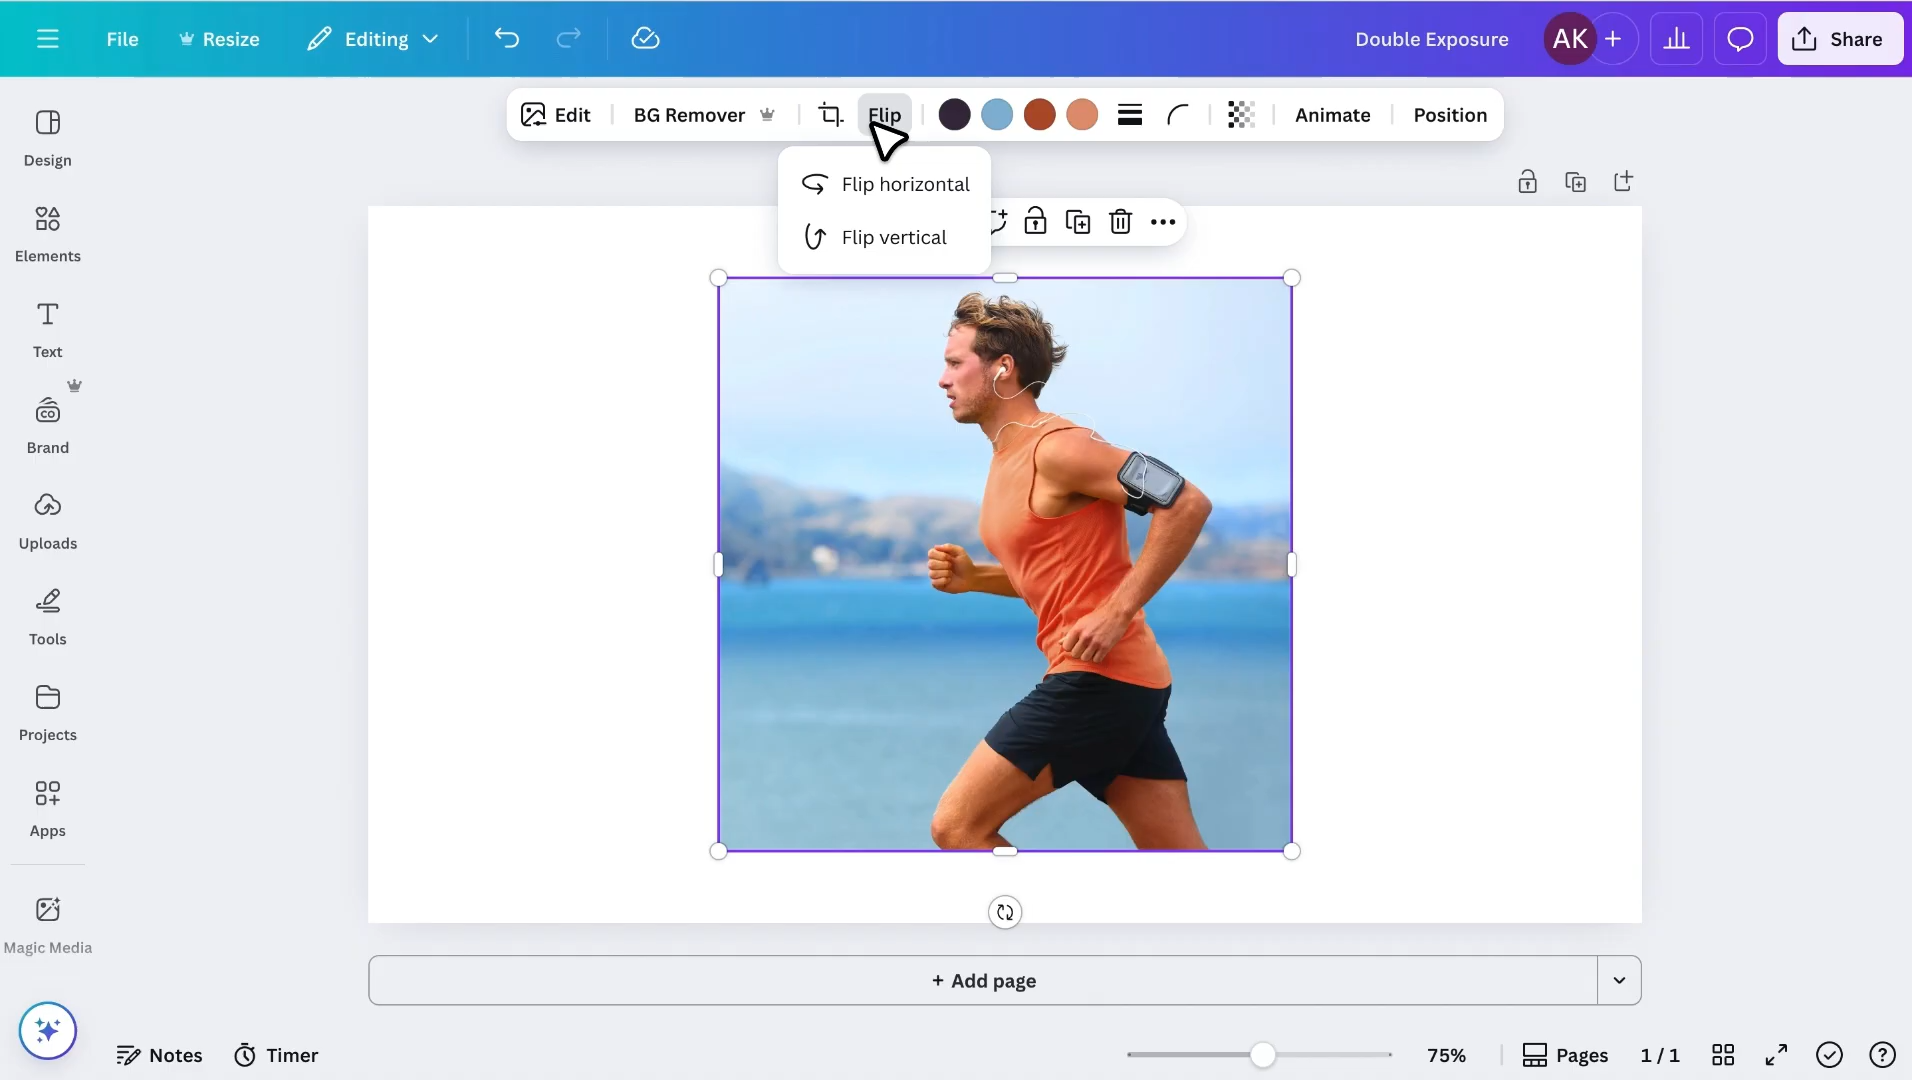 File
Resize
Editing
Double Exposure
AK
Share
Edit
BG Remover
Flip
Animate
Position
Flip horizontal
Flip vertical
Design
Elements
Text
Brand
Uploads
Tools
Projects
Apps
Magic Media
CO
+ Add page
Notes
Timer
75%
Pages
1 / 1